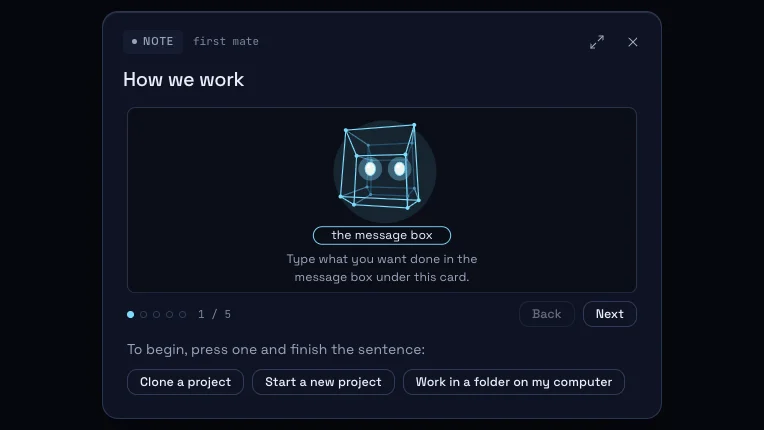 NOTE first mate
How we work
the message box
Type what you want done in the
message box under this card.
1 / 5 Back Next
To begin, press one and finish the sentence:
Clone a project Start a new project Work in a folder on my computer